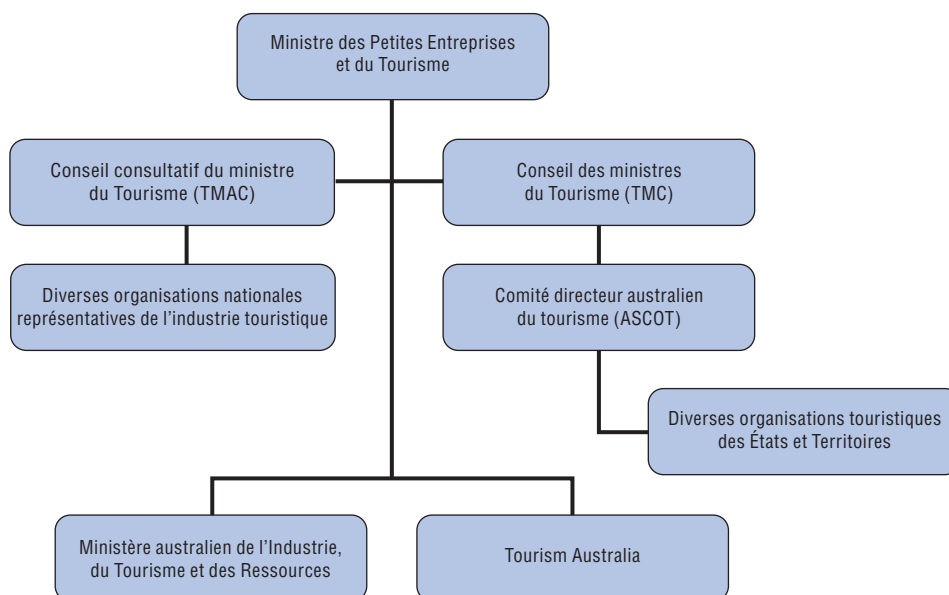 Ministre des Petites Entreprises
et du Tourisme
Conseil consultatif du ministre
du Tourisme (TMAC)
Conseil des ministres
du Tourisme (TMC)
Diverses organisations nationales
représentatives de l’industrie touristique
Comité directeur australien
du tourisme (ASCOT)
Diverses organisations touristiques
des États et Territoires
Ministère australien de l’Industrie,
du Tourisme et des Ressources
Tourism Australia